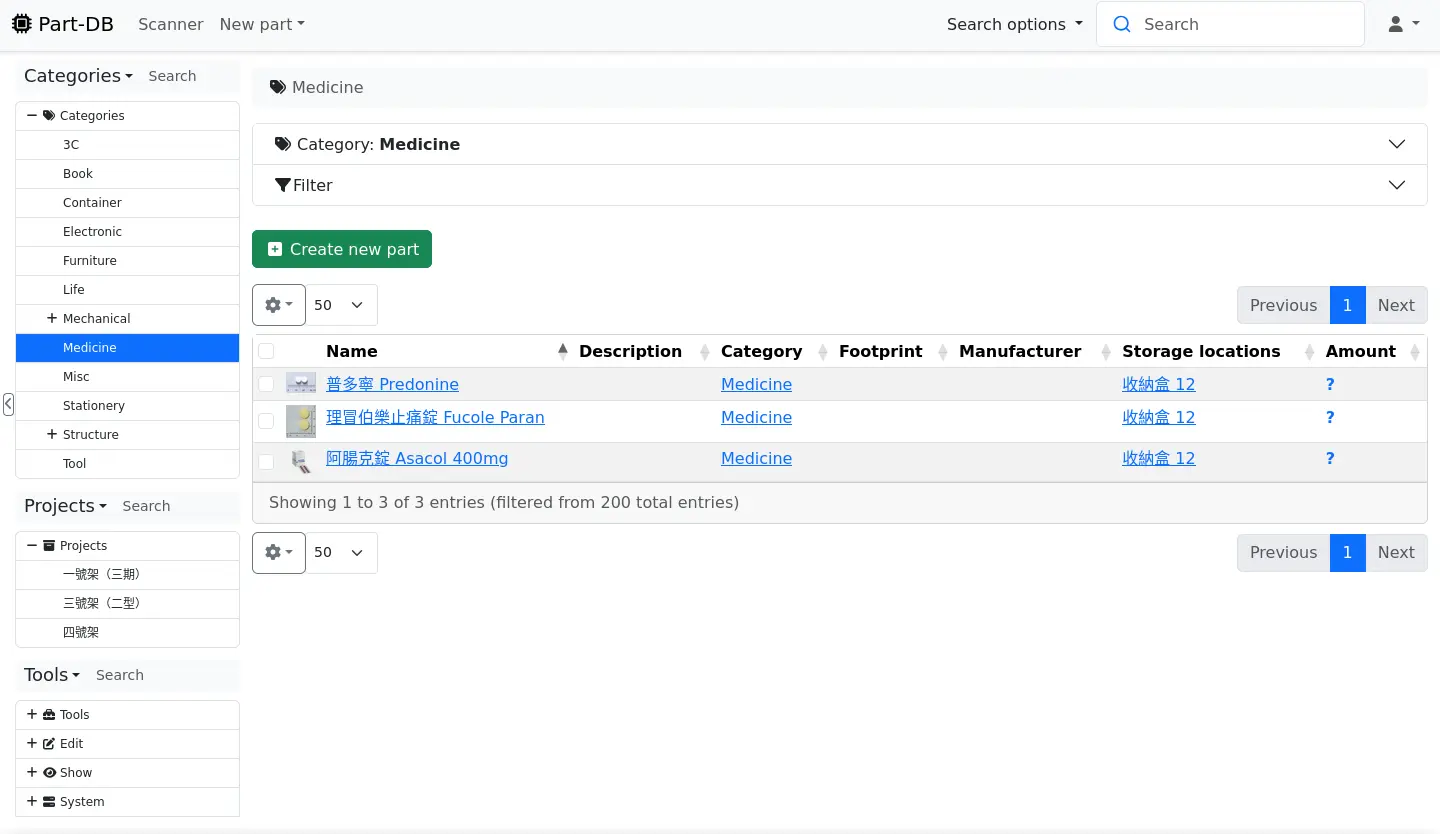 Part-DB Scanner New part Search options Search
Categories Search
Categories
3C
Book
Container
Electronic
Furniture
Life
Mechanical
Medicine
Misc
Stationery
Structure
Tool
Projects Search
Projects
一號架（三期）
三號架（二型）
四號架
Tools Search
Tools
Edit
Show
System
Medicine
Category: Medicine
Filter
Create new part
50 Previous 1 Next
Name Description Category Footprint Manufacturer Storage locations Amount
普多寧 Predonine Medicine 收納盒 12 ?
理冒伯樂止痛錠 Fucole Paran Medicine 收納盒 12 ?
阿腸克錠 Asacol 400mg Medicine 收納盒 12 ?
Showing 1 to 3 of 3 entries (filtered from 200 total entries)
50 Previous 1 Next